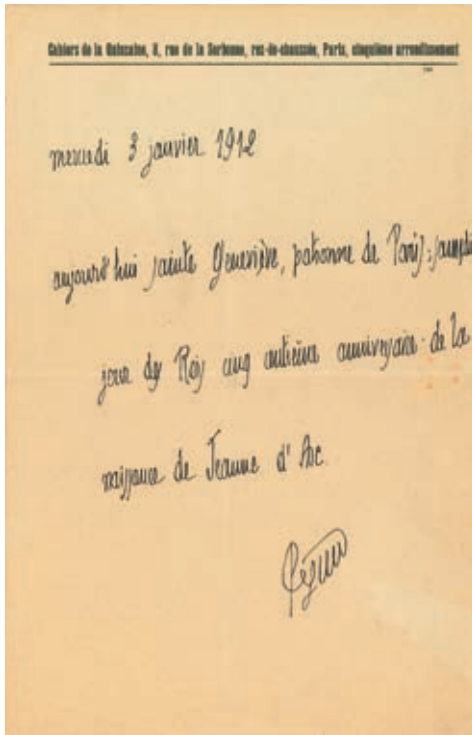 Cahiers de la Quinzaine, 8, rue de la Sorbonne, rez-de-chaussée, Paris, cinquième arrondissement
mercredi 3 janvier 1912
aujourd'hui sainte Geneviève, patronne de Paris; samedi
jour des Rois cinq centième anniversaire de la
naissance de Jeanne d'Arc
Péguy